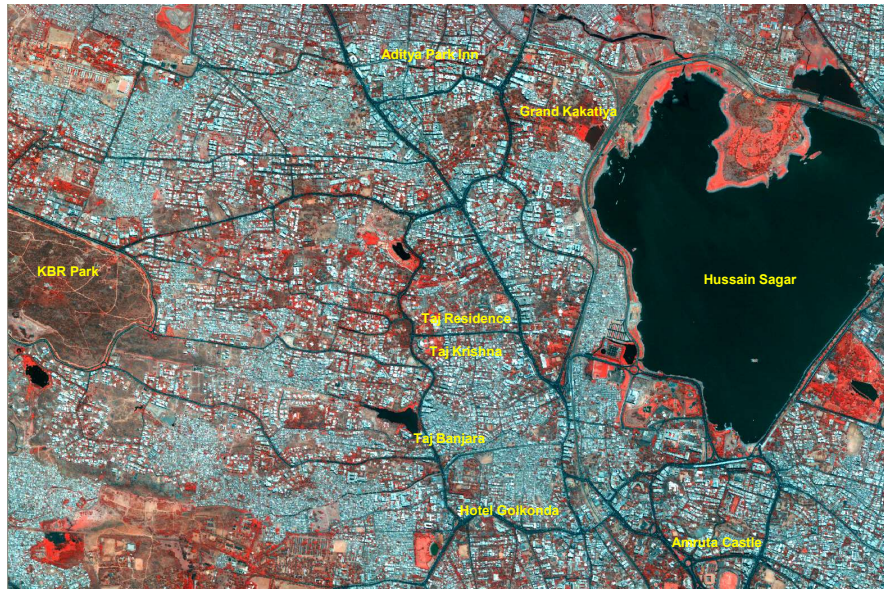 Aditya Park Inn
Grand Kakatiya
KBR Park
Hussain Sagar
Taj Residence
Taj Krishna
Taj Banjara
Hotel Golkonda
Amruta Castle